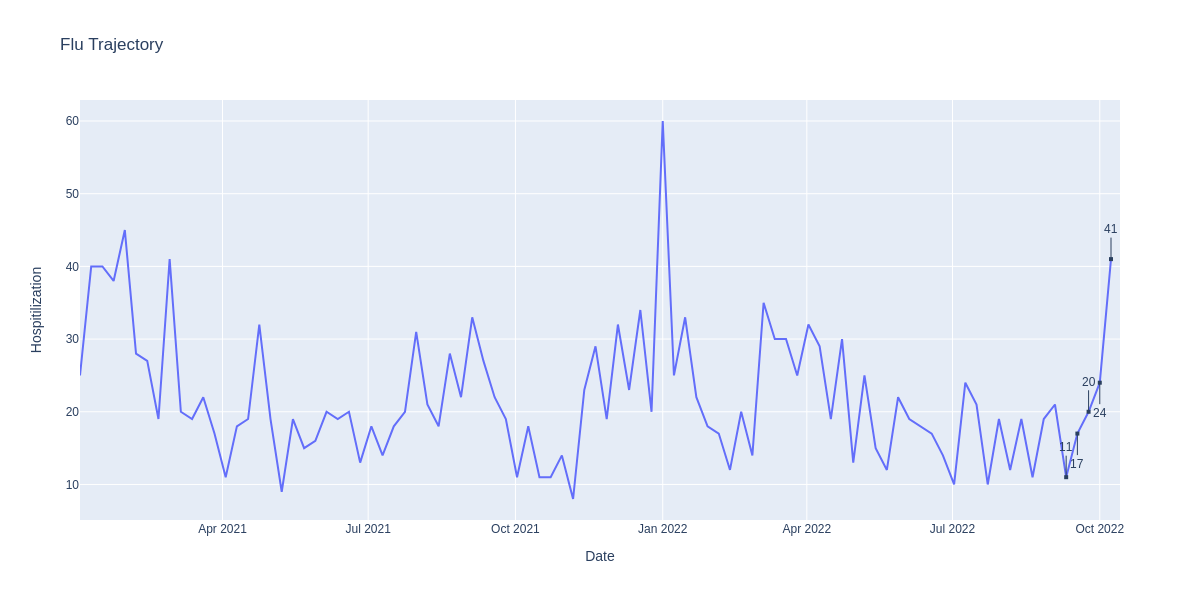 Flu Trajectory
Hospitilization
60
50
40
30
20
10
41
20
24
11
17
Apr 2021
Jul 2021
Oct 2021
Jan 2022
Apr 2022
Jul 2022
Oct 2022
Date